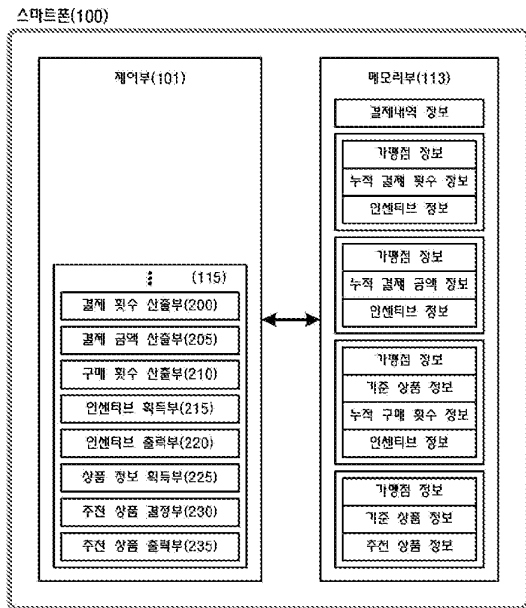 스마트폰(100)
제어부(101)
⋮ (115)
결제 횟수 산출부(200)
결제 금액 산출부(205)
구매 횟수 산출부(210)
인센티브 획득부(215)
인센티브 출력부(220)
상품 정보 획득부(225)
추천 상품 결정부(230)
추천 상품 출력부(235)
메모리부(113)
결제내역 정보
가맹점 정보
누적 결제 횟수 정보
인센티브 정보
가맹점 정보
누적 결제 금액 정보
인센티브 정보
가맹점 정보
기준 상품 정보
누적 구매 횟수 정보
인센티브 정보
가맹점 정보
기준 상품 정보
추천 상품 정보